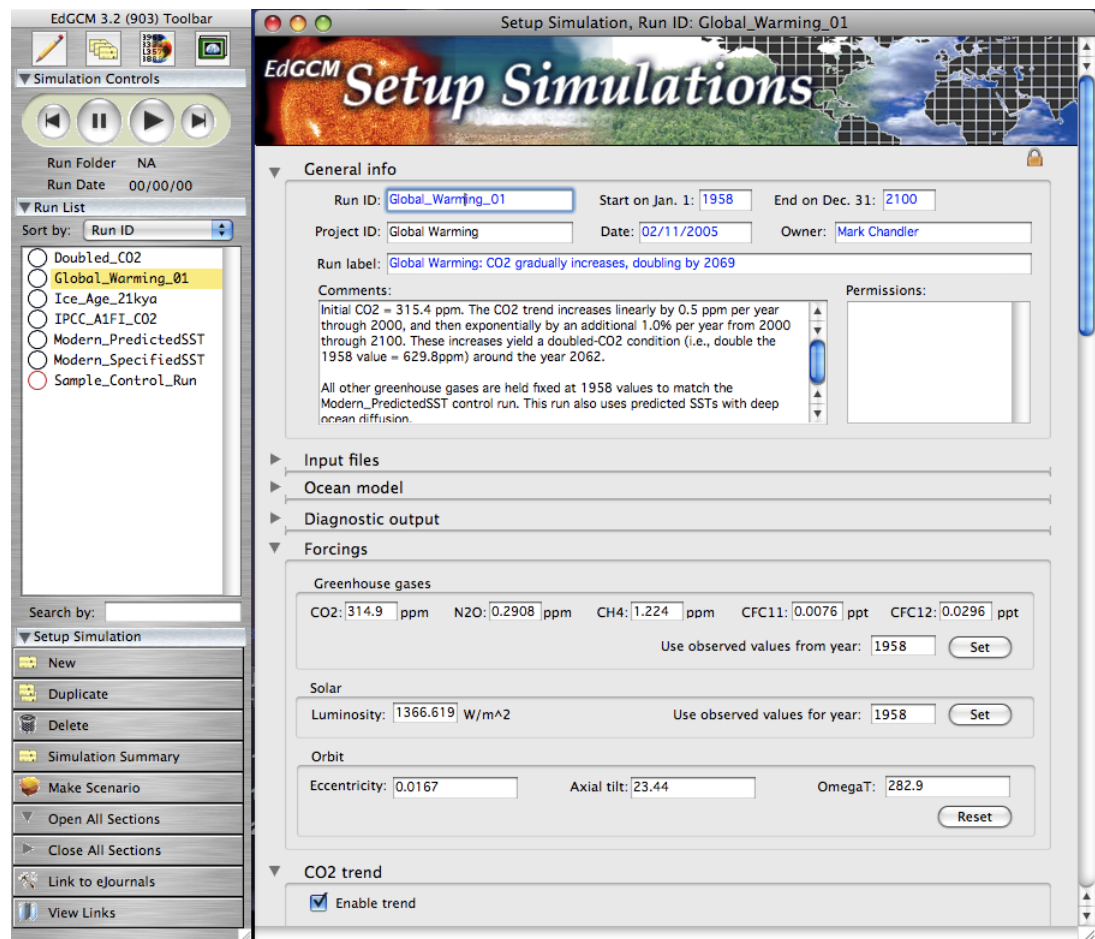 EdGCM 3.2 (903) Toolbar
Simulation Controls
Run Folder NA
Run Date 00/00/00
Run List
Sort by: Run ID
Doubled_CO2
Global_Warming_01
Ice_Age_21kya
IPCC_A1FI_CO2
Modern_PredictedSST
Modern_SpecifiedSST
Sample_Control_Run
Search by:
Setup Simulation
New
Duplicate
Delete
Simulation Summary
Make Scenario
Open All Sections
Close All Sections
Link to eJournals
View Links
Setup Simulation, Run ID: Global_Warming_01
EdGCM Setup Simulations
General info
Run ID: Global_Warming_01 Start on Jan. 1: 1958 End on Dec. 31: 2100
Project ID: Global Warming Date: 02/11/2005 Owner: Mark Chandler
Run label: Global Warming: CO2 gradually increases, doubling by 2069
Comments: Permissions:
Initial CO2 = 315.4 ppm. The CO2 trend increases linearly by 0.5 ppm per year
through 2000, and then exponentially by an additional 1.0% per year from 2000
through 2100. These increases yield a doubled-CO2 condition (i.e., double the
1958 value = 629.8ppm) around the year 2062.
All other greenhouse gases are held fixed at 1958 values to match the
Modern_PredictedSST control run. This run also uses predicted SSTs with deep
ocean diffusion.
Input files
Ocean model
Diagnostic output
Forcings
Greenhouse gases
CO2: 314.9 ppm N2O: 0.2908 ppm CH4: 1.224 ppm CFC11: 0.0076 ppt CFC12: 0.0296 ppt
Use observed values from year: 1958 Set
Solar
Luminosity: 1366.619 W/m^2 Use observed values for year: 1958 Set
Orbit
Eccentricity: 0.0167 Axial tilt: 23.44 OmegaT: 282.9
Reset
CO2 trend
Enable trend